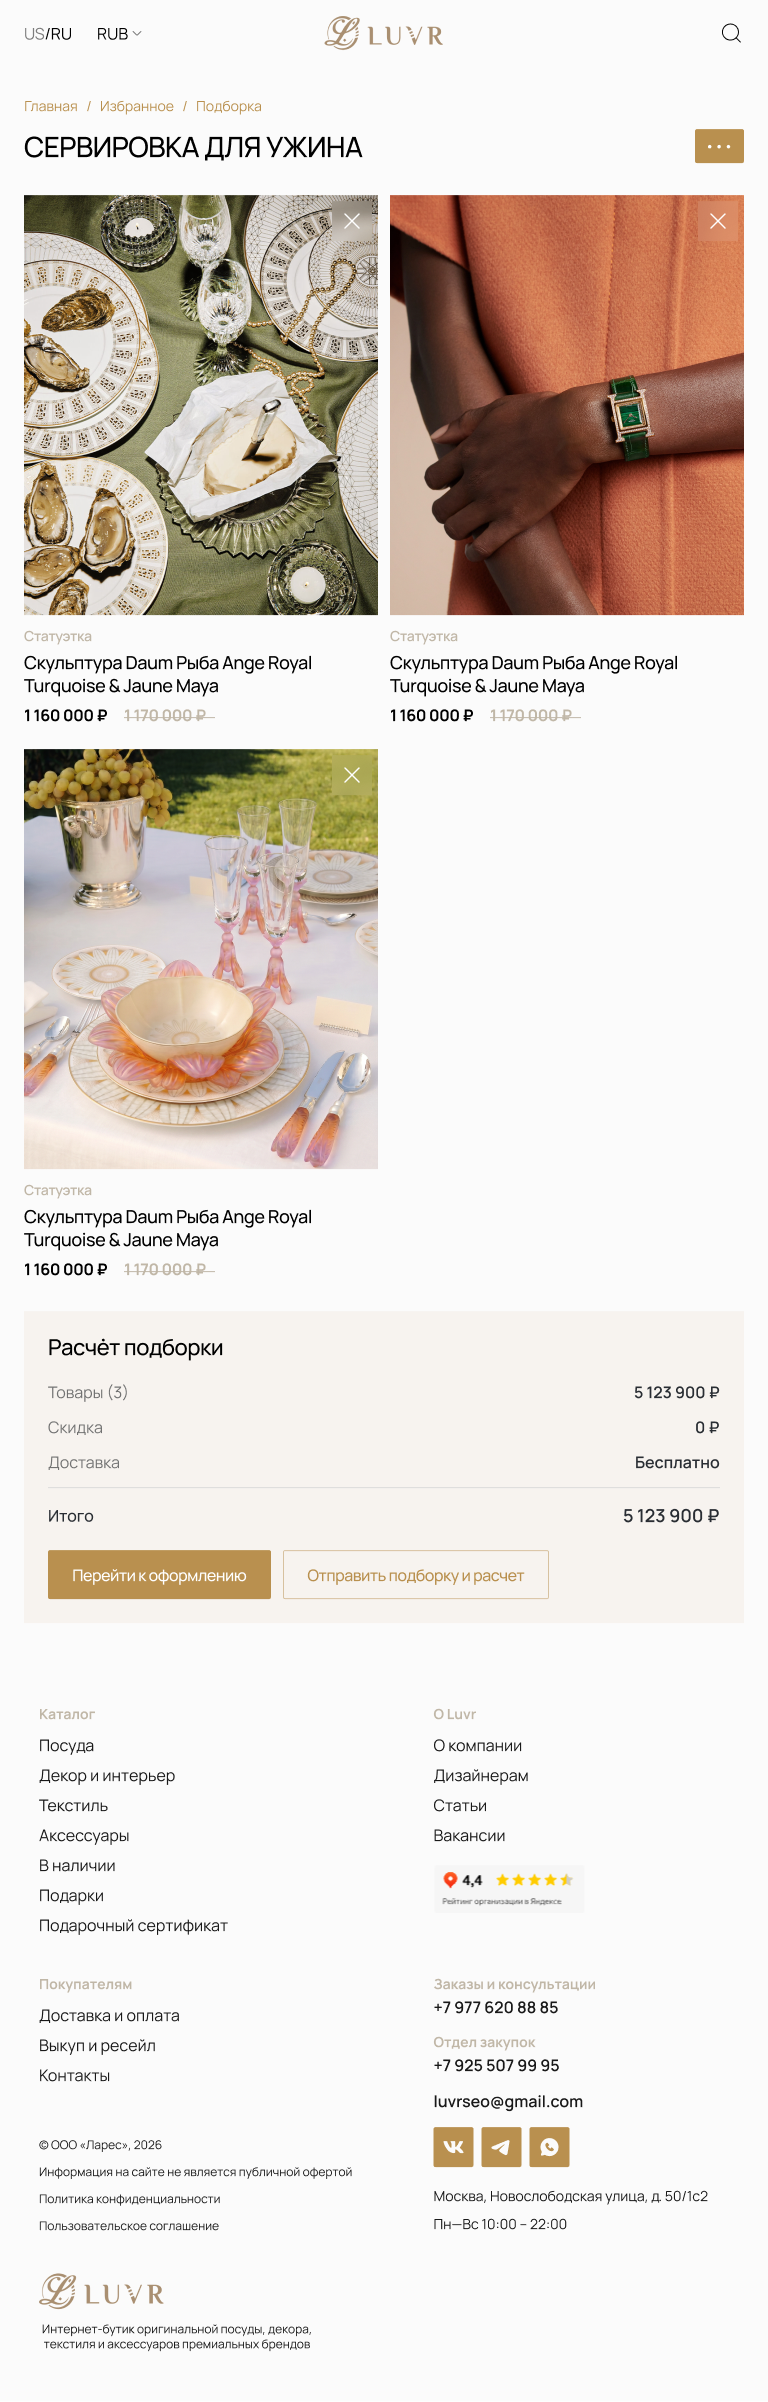 US/RU RUB LUVR
Главная / Избранное / Подборка
СЕРВИРОВКА ДЛЯ УЖИНА
Статуэтка
Скульптура Daum Рыба Ange Royal
Turquoise & Jaune Maya
1 160 000 ₽ 1 170 000 ₽
Статуэтка
Скульптура Daum Рыба Ange Royal
Turquoise & Jaune Maya
1 160 000 ₽ 1 170 000 ₽
Статуэтка
Скульптура Daum Рыба Ange Royal
Turquoise & Jaune Maya
1 160 000 ₽ 1 170 000 ₽
Расчёт подборки
Товары (3) 5 123 900 ₽
Скидка 0 ₽
Доставка Бесплатно
Итого 5 123 900 ₽
Перейти к оформлению Отправить подборку и расчет
Каталог
Посуда
Декор и интерьер
Текстиль
Аксессуары
В наличии
Подарки
Подарочный сертификат
О Luvr
О компании
Дизайнерам
Статьи
Вакансии
4,4
Рейтинг организации в Яндексе
Покупателям
Доставка и оплата
Выкуп и ресейл
Контакты
Заказы и консультации
+7 977 620 88 85
Отдел закупок
+7 925 507 99 95
luvrseo@gmail.com
Москва, Новослободская улица, д. 50/1с2
Пн—Вс 10:00 – 22:00
© ООО «Ларес», 2026
Информация на сайте не является публичной офертой
Политика конфиденциальности
Пользовательское соглашение
LUVR
Интернет-бутик оригинальной посуды, декора,
текстиля и аксессуаров премиальных брендов